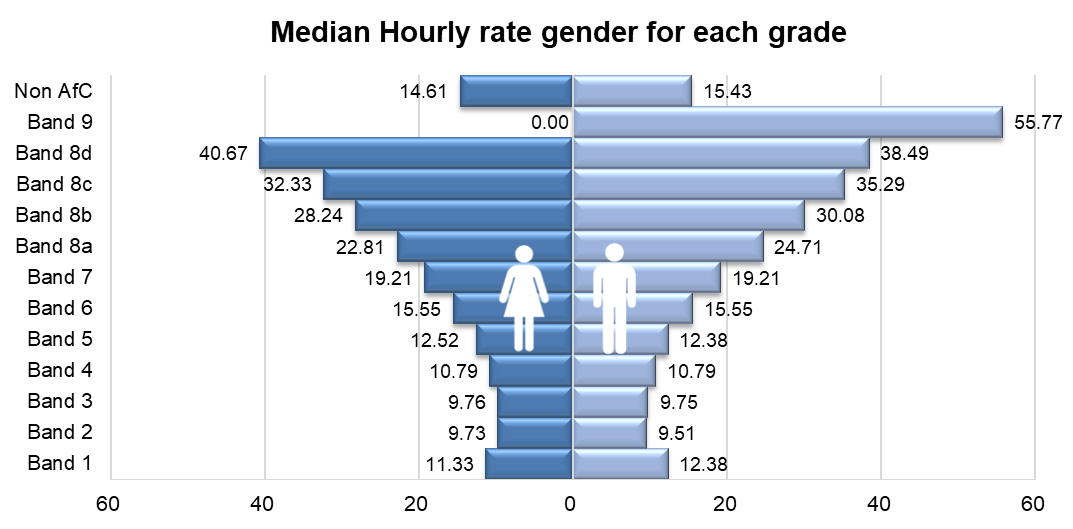 Median Hourly rate gender for each grade
Non AfC 14.61 15.43
Band 9 0.00 55.77
Band 8d 40.67 38.49
Band 8c 32.33 35.29
Band 8b 28.24 30.08
Band 8a 22.81 24.71
Band 7 19.21 19.21
Band 6 15.55 15.55
Band 5 12.52 12.38
Band 4 10.79 10.79
Band 3 9.76 9.75
Band 2 9.73 9.51
Band 1 11.33 12.38
60 40 20 0 20 40 60